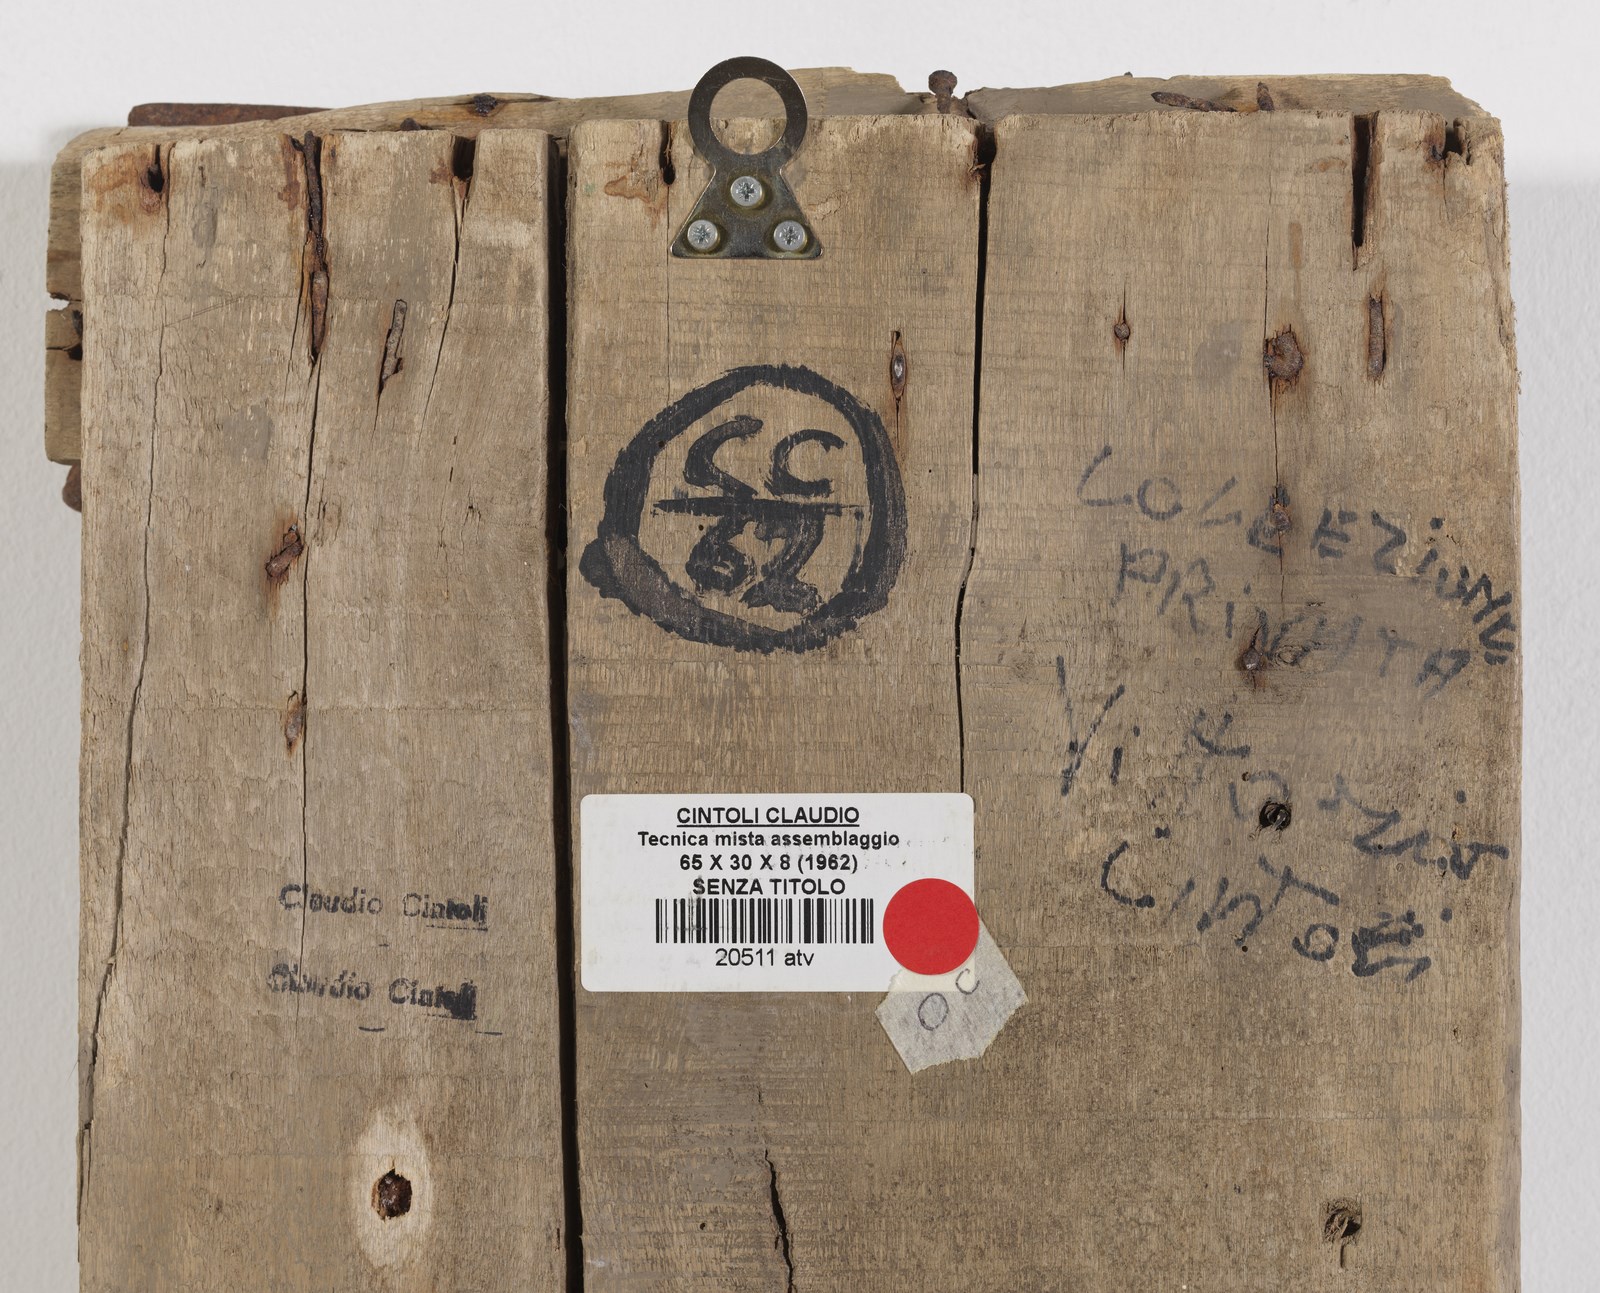 CC
62
COLLEZIONE
PRIVATA
Vittorio
CINTOLI
CINTOLI CLAUDIO
Tecnica mista assemblaggio
65 X 30 X 8 (1962)
SENZA TITOLO
20511 atv
Claudio Cintoli
Claudio Cintoli